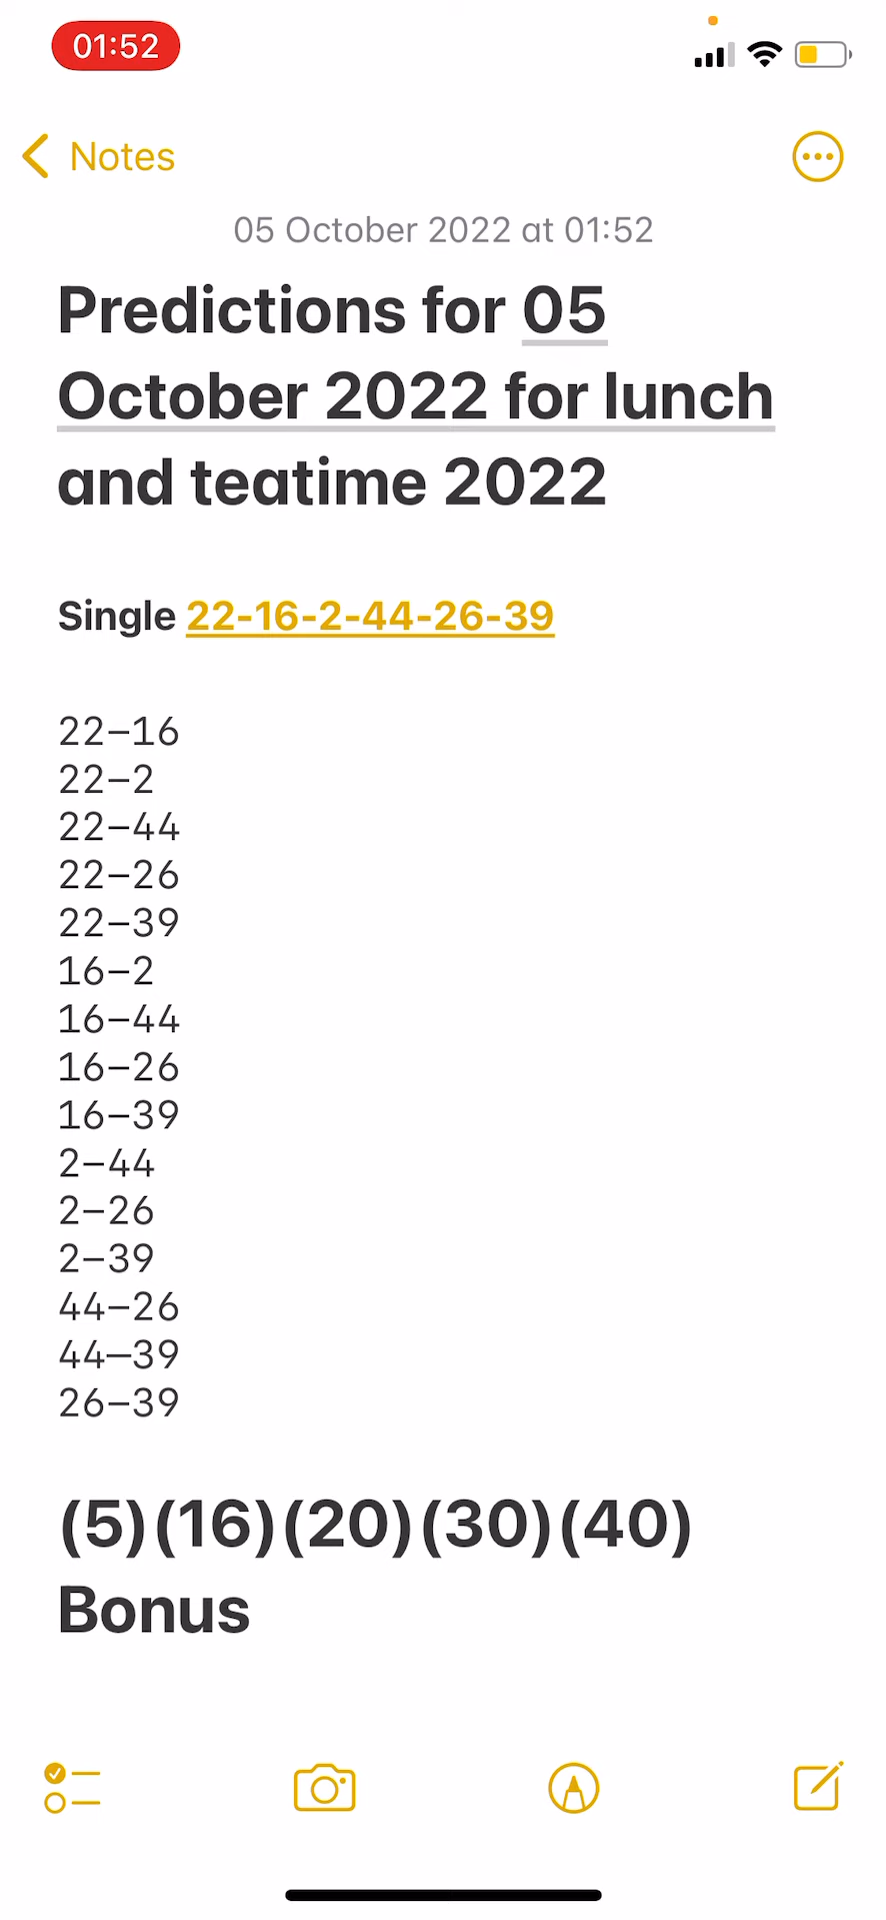 01:52
Notes
05 October 2022 at 01:52
Predictions for 05
October 2022 for lunch
and teatime 2022
Single 22-16-2-44-26-39
22–16
22–2
22–44
22–26
22–39
16–2
16–44
16–26
16–39
2–44
2–26
2–39
44–26
44—39
26–39
(5)(16)(20)(30)(40)
Bonus